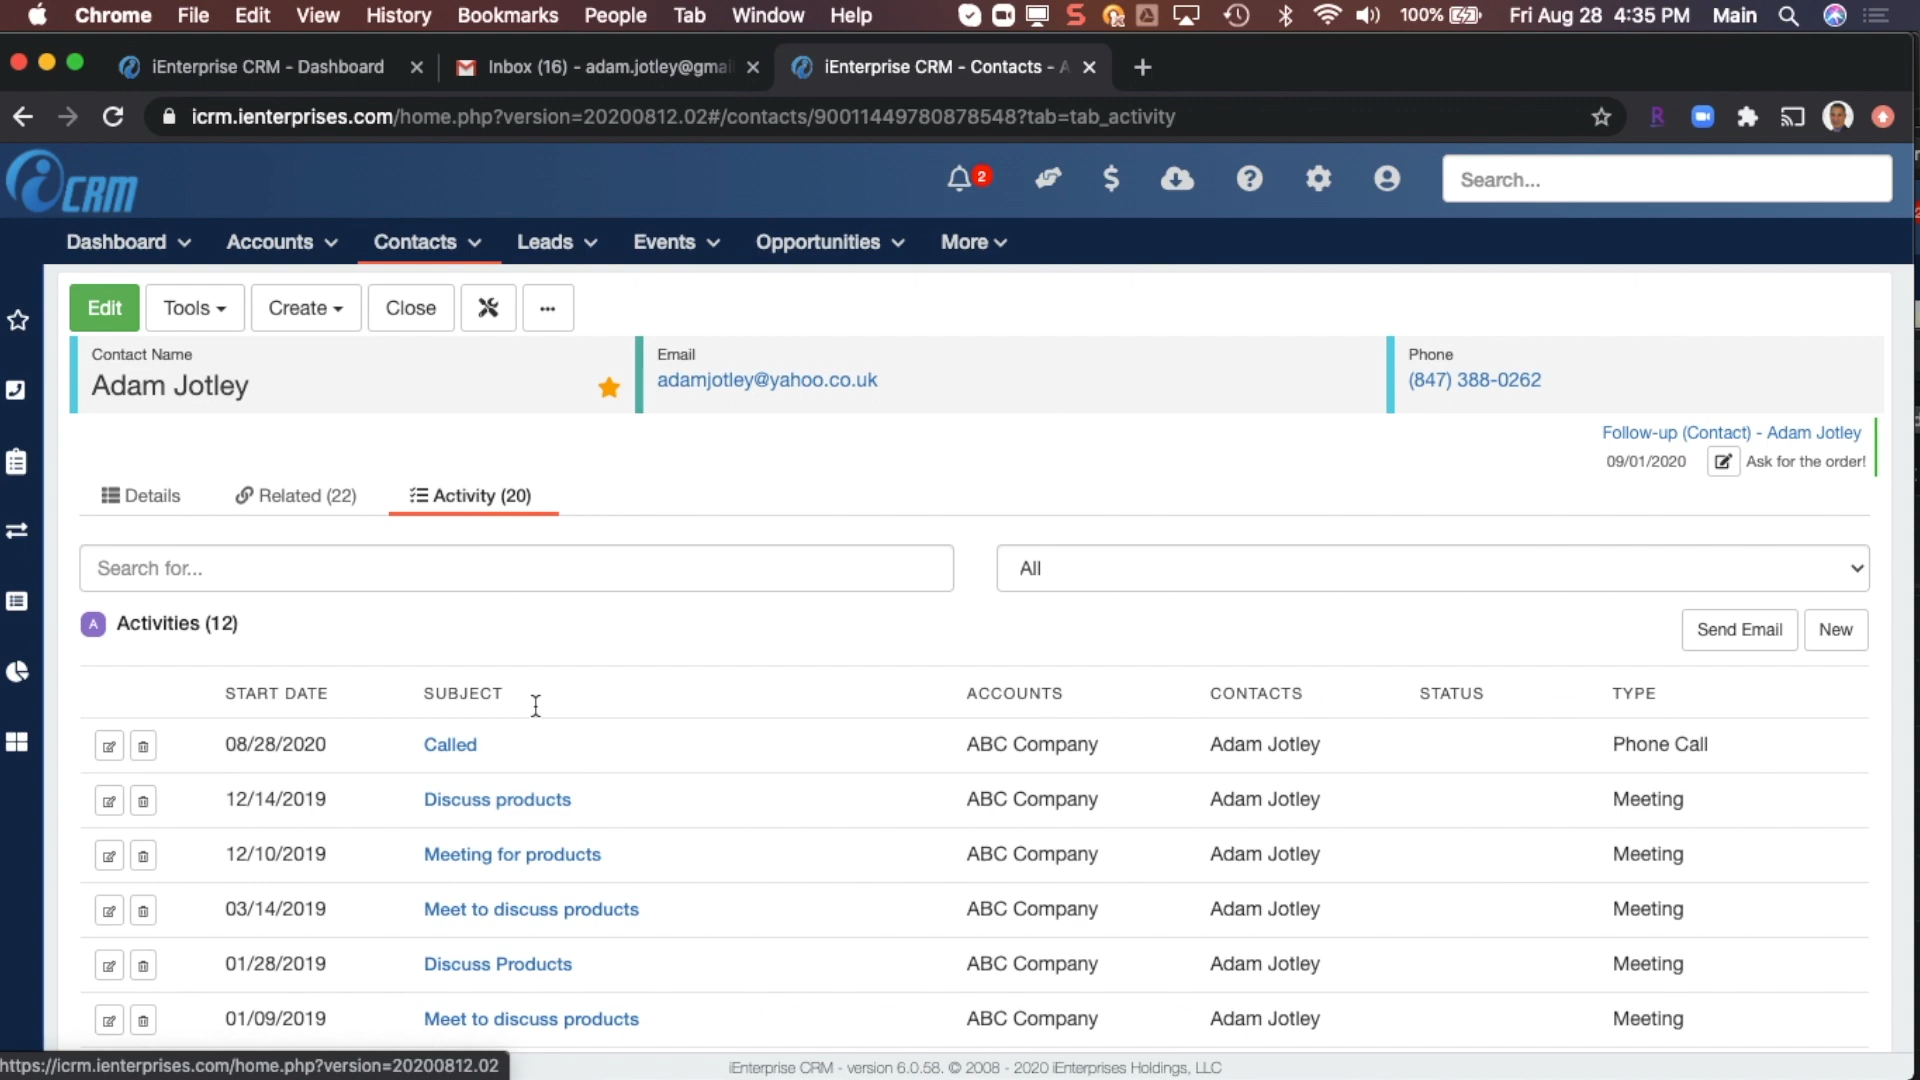 Chrome File Edit View History Bookmarks People Tab Window Help 100% Fri Aug 28 4:35 PM Main
iEnterprise CRM - Dashboard Inbox (16) - adam.jotley@gmai iEnterprise CRM - Contacts - A
icrm.ienterprises.com/home.php?version=20200812.02#/contacts/90011449780878548?tab=tab_activity
iCRM 2 Search...
Dashboard Accounts Contacts Leads Events Opportunities More
Edit Tools Create Close ...
Contact Name Email Phone
Adam Jotley adamjotley@yahoo.co.uk (847) 388-0262
Follow-up (Contact) - Adam Jotley
09/01/2020 Ask for the order!
Details Related (22) Activity (20)
Search for... All
A Activities (12) Send Email New
START DATE SUBJECT ACCOUNTS CONTACTS STATUS TYPE
08/28/2020 Called ABC Company Adam Jotley Phone Call
12/14/2019 Discuss products ABC Company Adam Jotley Meeting
12/10/2019 Meeting for products ABC Company Adam Jotley Meeting
03/14/2019 Meet to discuss products ABC Company Adam Jotley Meeting
01/28/2019 Discuss Products ABC Company Adam Jotley Meeting
01/09/2019 Meet to discuss products ABC Company Adam Jotley Meeting
https://icrm.ienterprises.com/home.php?version=20200812.02 iEnterprise CRM - version 6.0.58. © 2008 - 2020 iEnterprises Holdings, LLC